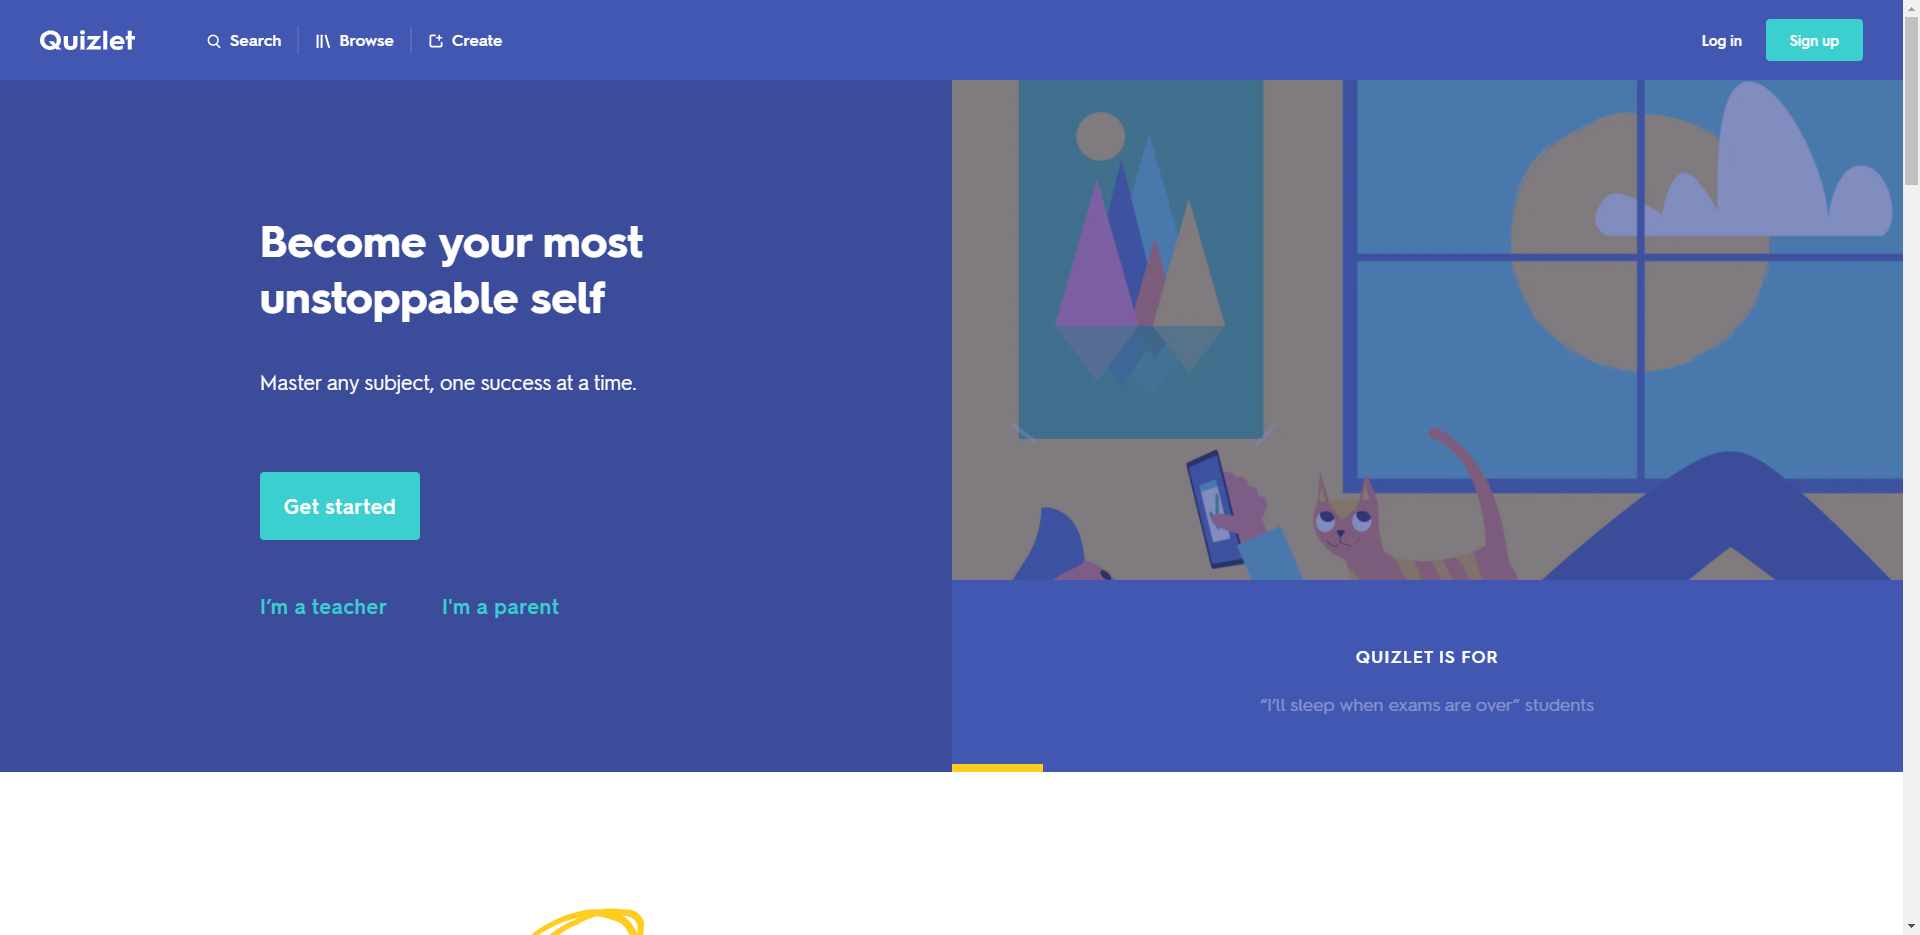 Quizlet
Search
Browse
Create
Log in
Sign up
Become your most
unstoppable self
Master any subject, one success at a time.
Get started
I’m a teacher
I'm a parent
QUIZLET IS FOR
“I’ll sleep when exams are over” students